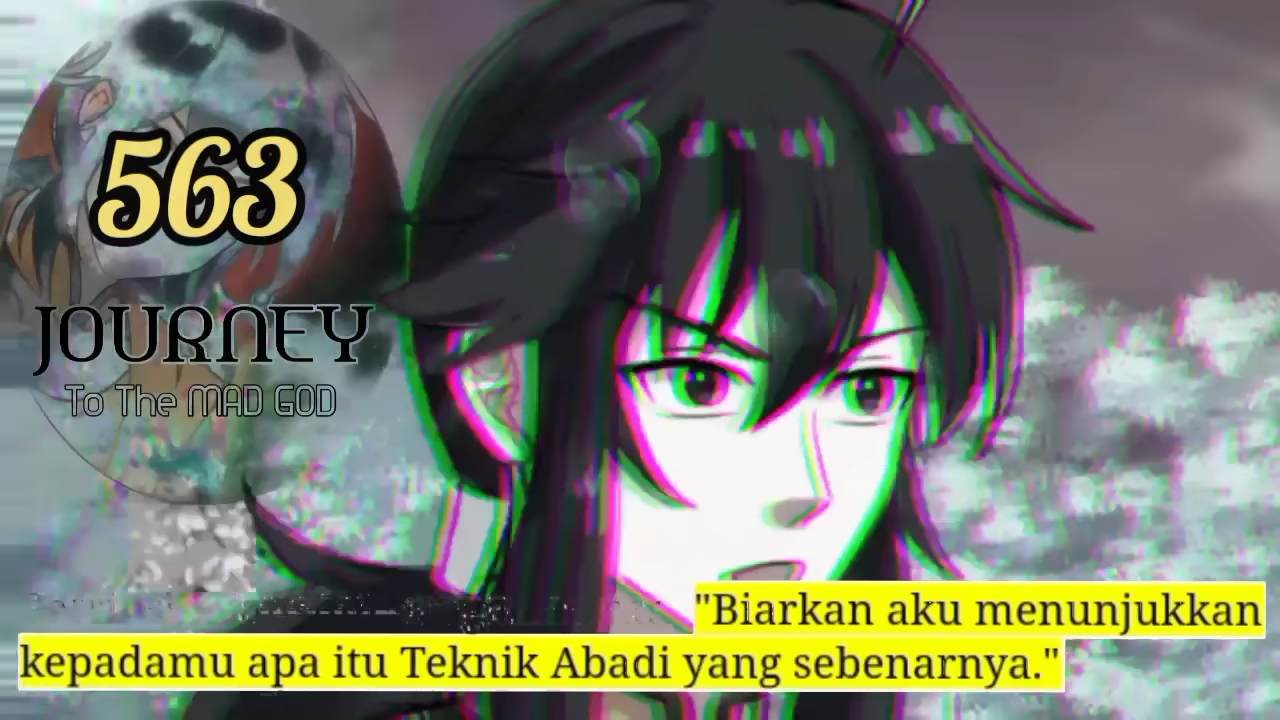 563
JOURNEY
To The MAD GOD
"Biarkan aku menunjukkan
kepadamu apa itu Teknik Abadi yang sebenarnya."